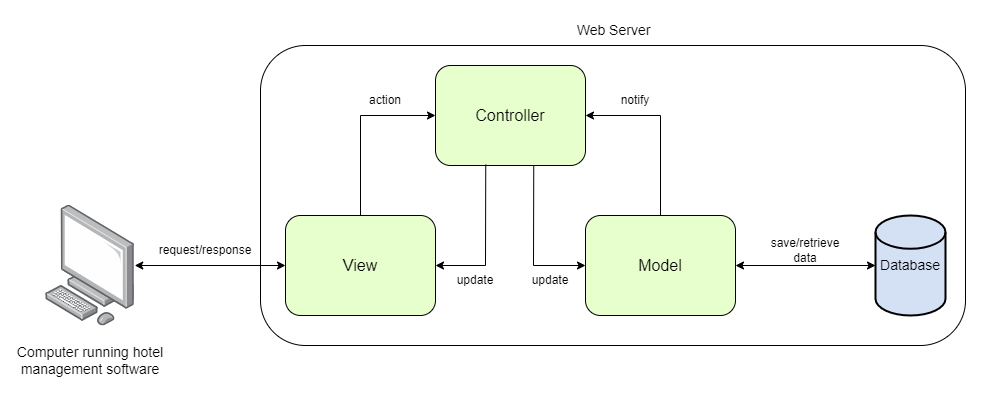 Web Server
Controller
action
notify
request/response
View
update
update
Model
save/retrieve
data
Database
Computer running hotel
management software